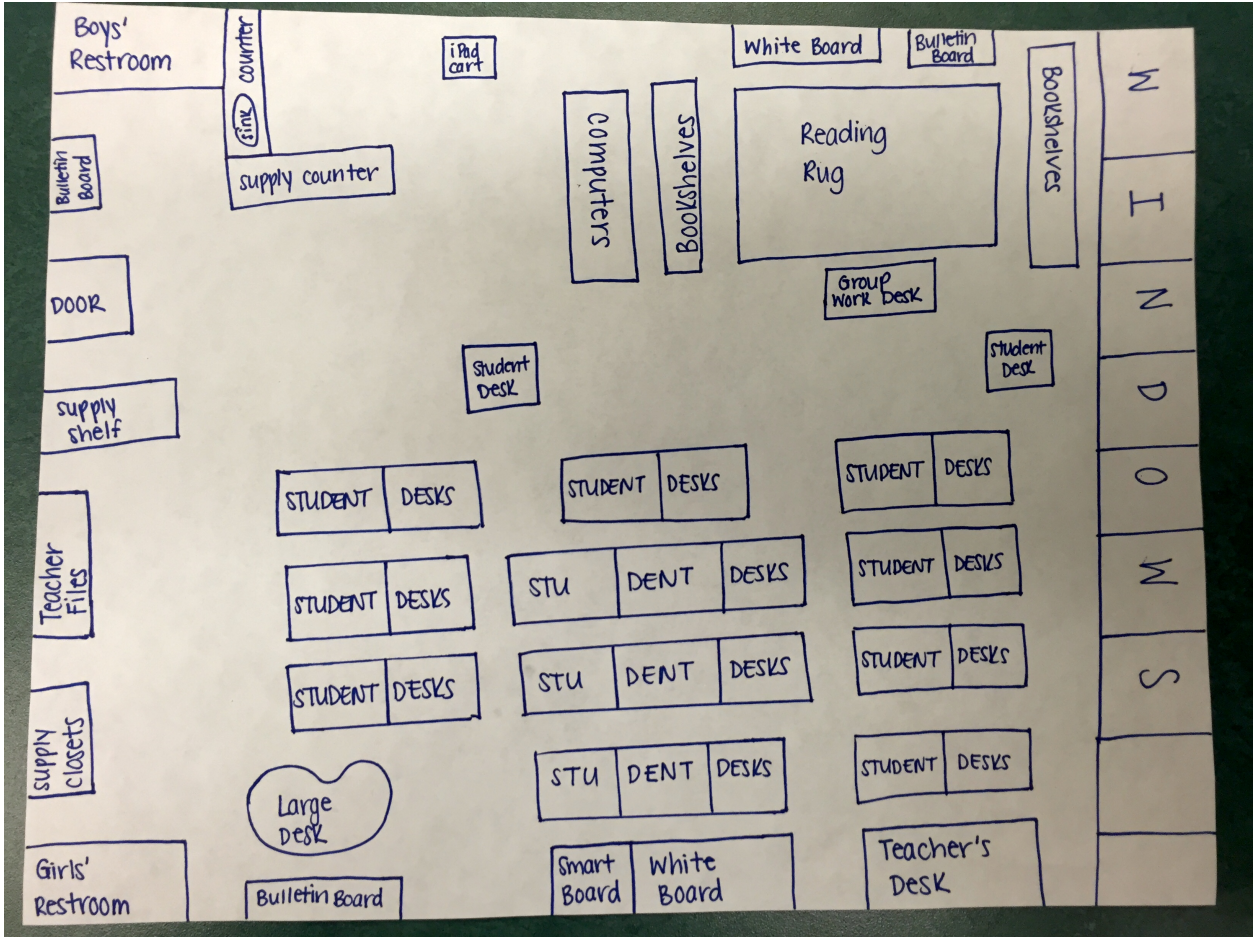 Boys'
Restroom
sink counter
iPad
cart
White Board
Bulletin
Board
Bookshelves
W
I
N
D
O
W
S
Bulletin
Board
supply counter
Computers
Bookshelves
Reading
Rug
Group
Work Desk
DOOR
Student
Desk
Student
Desk
supply
shelf
STUDENT DESKS
STUDENT DESKS
STUDENT DESKS
Teacher
Files
STUDENT DESKS
STU DENT DESKS
STUDENT DESKS
STUDENT DESKS
STU DENT DESKS
STUDENT DESKS
supply
closets
Large
Desk
STU DENT DESKS
STUDENT DESKS
Girls'
Restroom
Bulletin Board
Smart
Board
White
Board
Teacher's
Desk